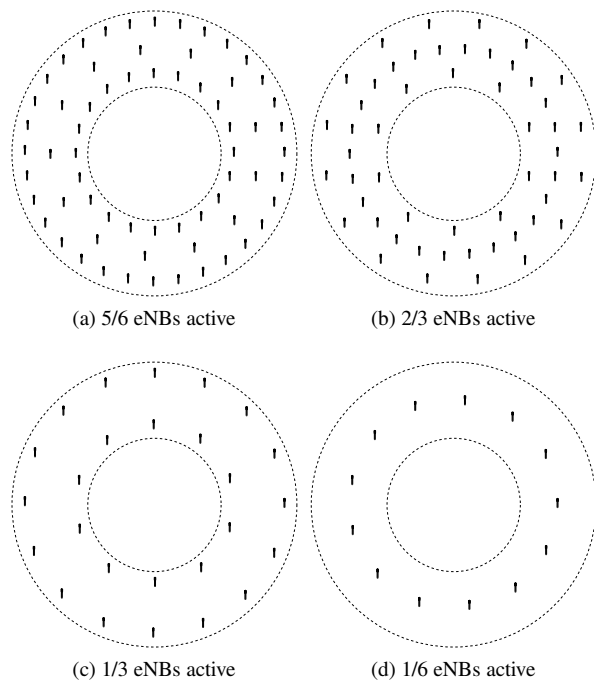 (a) 5/6 eNBs active
(b) 2/3 eNBs active
(c) 1/3 eNBs active
(d) 1/6 eNBs active